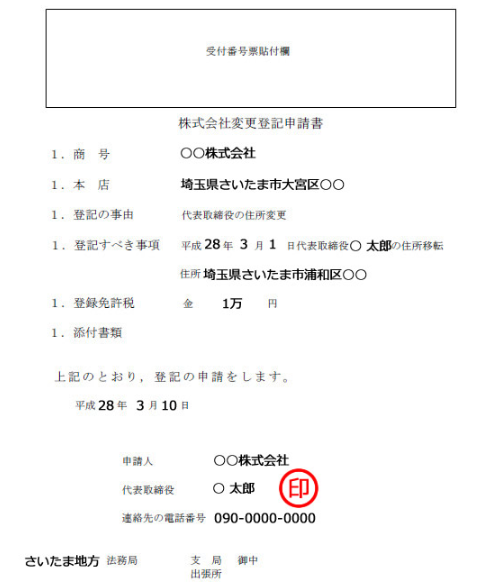 受付番号票貼付欄
株式会社変更登記申請書
1. 商 号 〇〇株式会社
1. 本 店 埼玉県さいたま市大宮区〇〇
1. 登記の事由 代表取締役の住所変更
1. 登記すべき事項 平成 28 年 3 月 1 日代表取締役〇 太郎の住所移転
住所 埼玉県さいたま市浦和区〇〇
1. 登録免許税 金 1万 円
1. 添付書類
上記のとおり，登記の申請をします。
平成 28 年 3 月 10 日
申請人 〇〇株式会社
代表取締役 〇 太郎 印
連絡先の電話番号 090-0000-0000
さいたま地方 法務局 支 局 御中
出張所